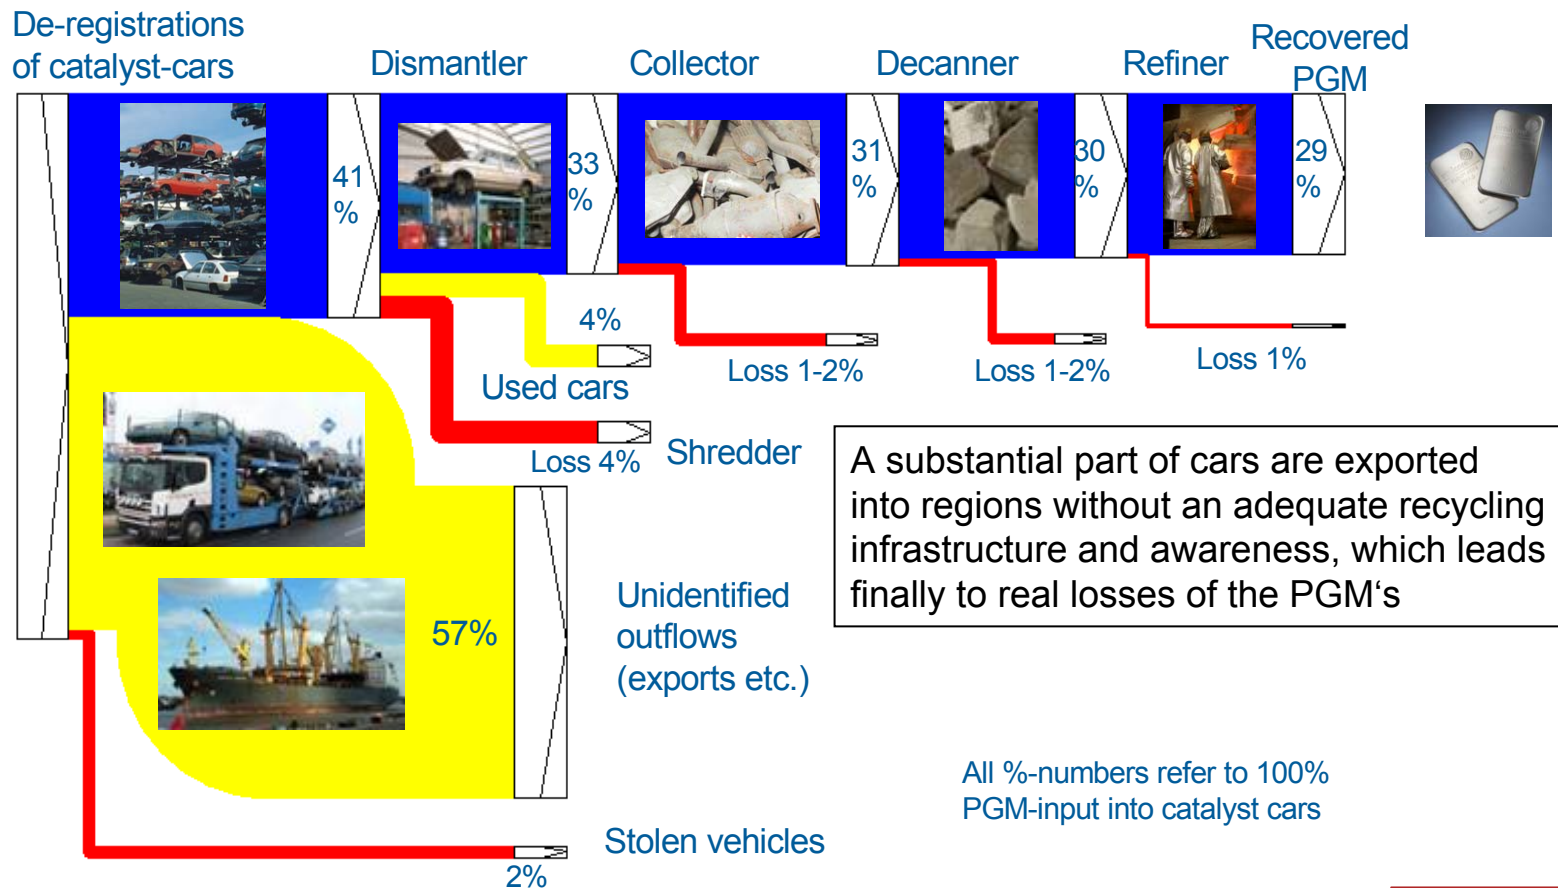 De-registrations
of catalyst-cars
Dismantler
Collector
Decanner
Refiner
Recovered
PGM
41
%
33
%
31
%
30
%
29
%
4%
Used cars
Loss 4%
Shredder
Loss 1-2%
Loss 1-2%
Loss 1%
A substantial part of cars are exported
into regions without an adequate recycling
infrastructure and awareness, which leads
finally to real losses of the PGM‘s
57%
Unidentified
outflows
(exports etc.)
All %-numbers refer to 100%
PGM-input into catalyst cars
Stolen vehicles
2%